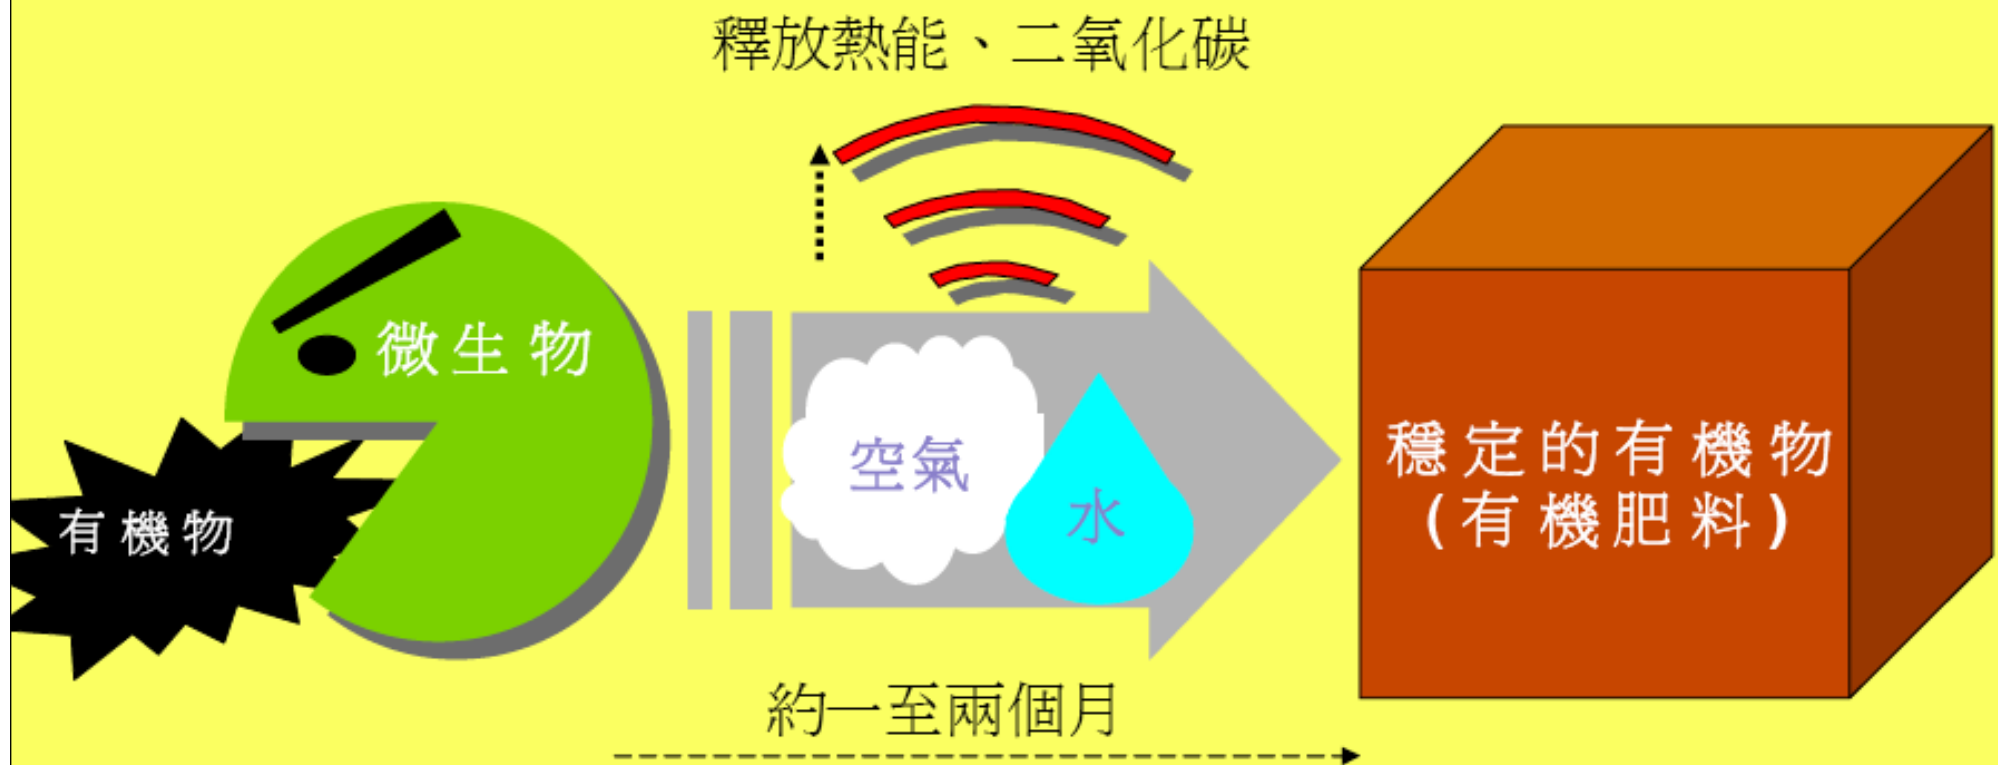 釋放熱能、二氧化碳
微生物
有機物
空氣
水
穩定的有機物
(有機肥料)
約一至兩個月